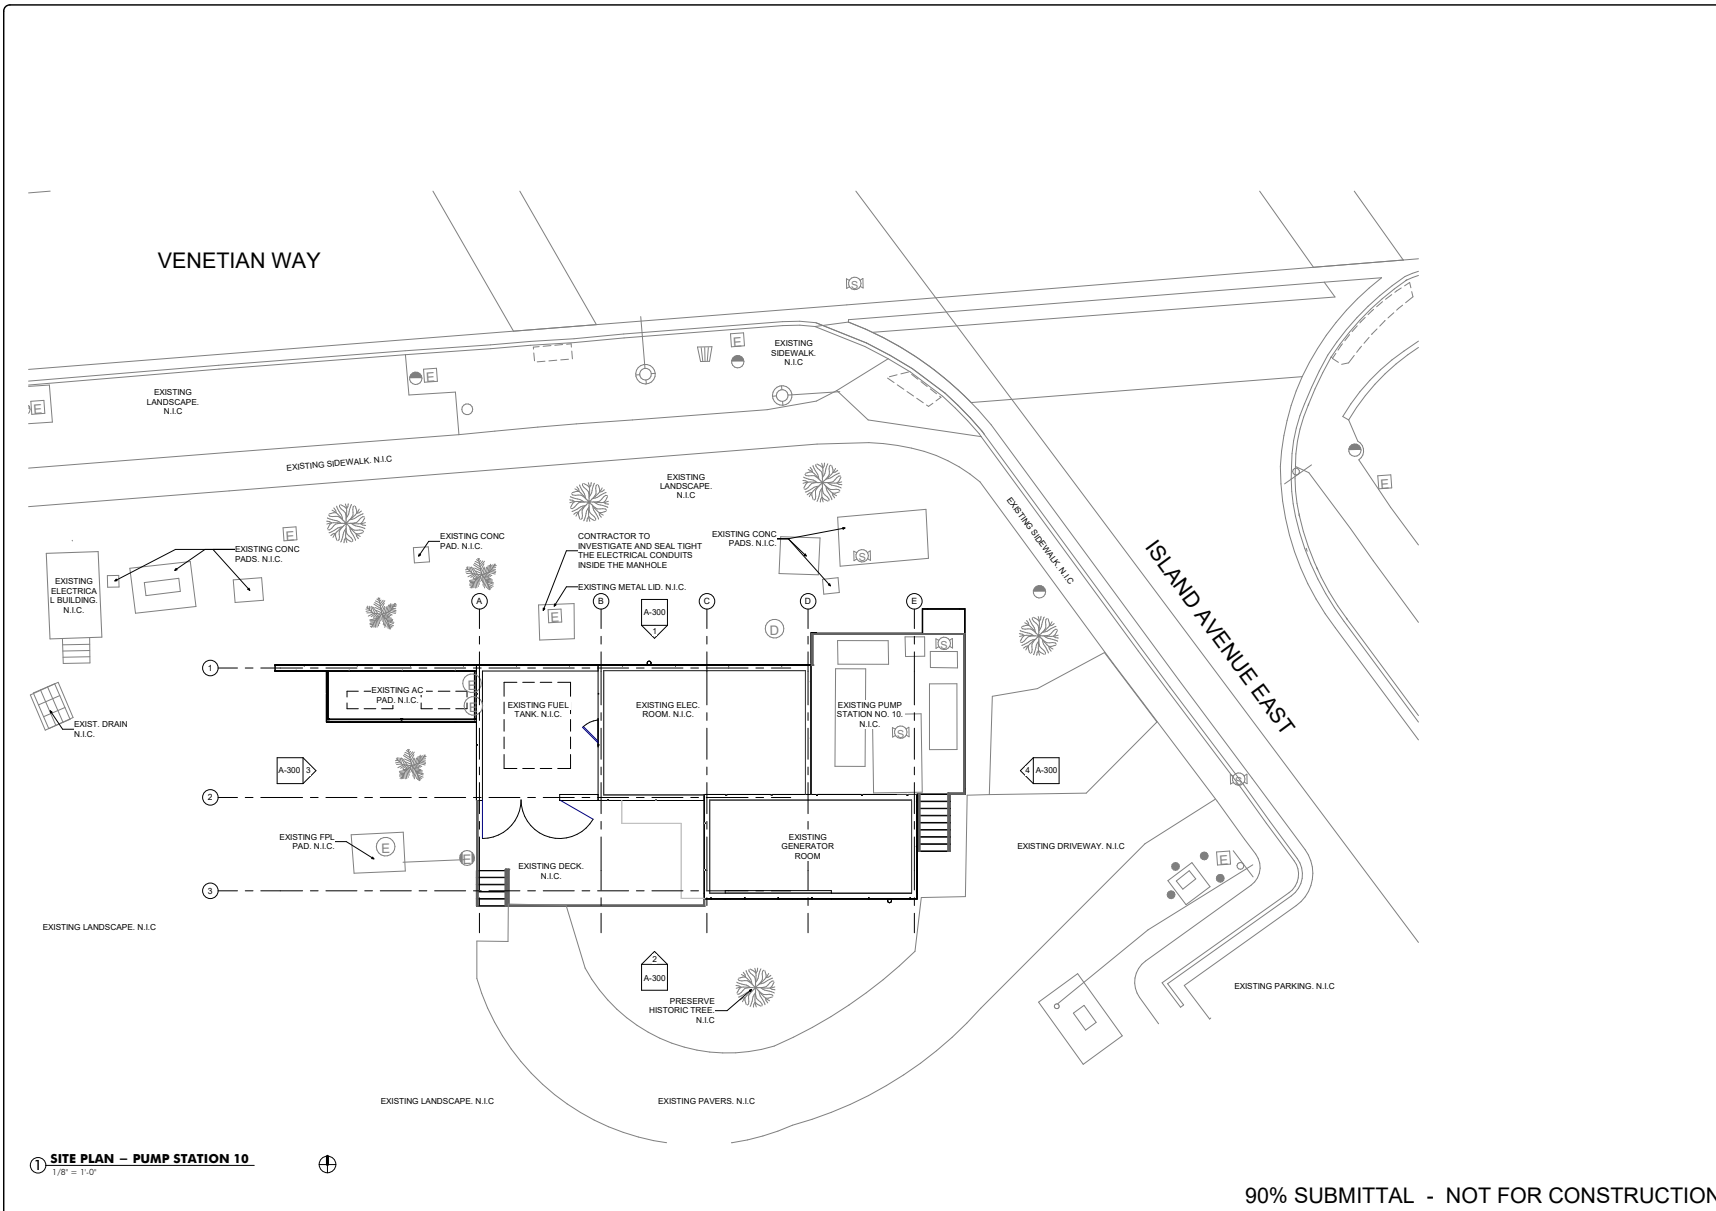 VENETIAN WAY
S
E
EXISTING
SIDEWALK.
N.I.C
E
EXISTING
LANDSCAPE.
N.I.C
E
EXISTING SIDEWALK. N.I.C
EXISTING
LANDSCAPE.
N.I.C
E
EXISTING SIDEWALK. N.I.C
ISLAND AVENUE EAST
E
EXISTING CONC
PADS. N.I.C.
EXISTING CONC
PAD. N.I.C.
CONTRACTOR TO
INVESTIGATE AND SEAL TIGHT
THE ELECTRICAL CONDUITS
INSIDE THE MANHOLE
EXISTING CONC
PADS. N.I.C.
S
EXISTING
ELECTRICA
L BUILDING.
N.I.C.
EXISTING METAL LID. N.I.C.
A
B
C
D
E
A-300
1
E
D
S
1
EXISTING AC
PAD. N.I.C.
E
E
EXISTING FUEL
TANK. N.I.C.
EXISTING ELEC.
ROOM. N.I.C.
EXISTING PUMP
STATION NO. 10.
N.I.C.
S
EXIST. DRAIN
N.I.C.
A-300 3
4 A-300
S
2
EXISTING FPL
PAD. N.I.C.
E
E
EXISTING
GENERATOR
ROOM
EXISTING DRIVEWAY. N.I.C
E
EXISTING DECK.
N.I.C.
3
EXISTING LANDSCAPE. N.I.C
2
A-300
PRESERVE
HISTORIC TREE.
N.I.C
EXISTING PARKING. N.I.C
EXISTING LANDSCAPE. N.I.C
EXISTING PAVERS. N.I.C
1 SITE PLAN – PUMP STATION 10
1/8" = 1'-0"
90% SUBMITTAL - NOT FOR CONSTRUCTION